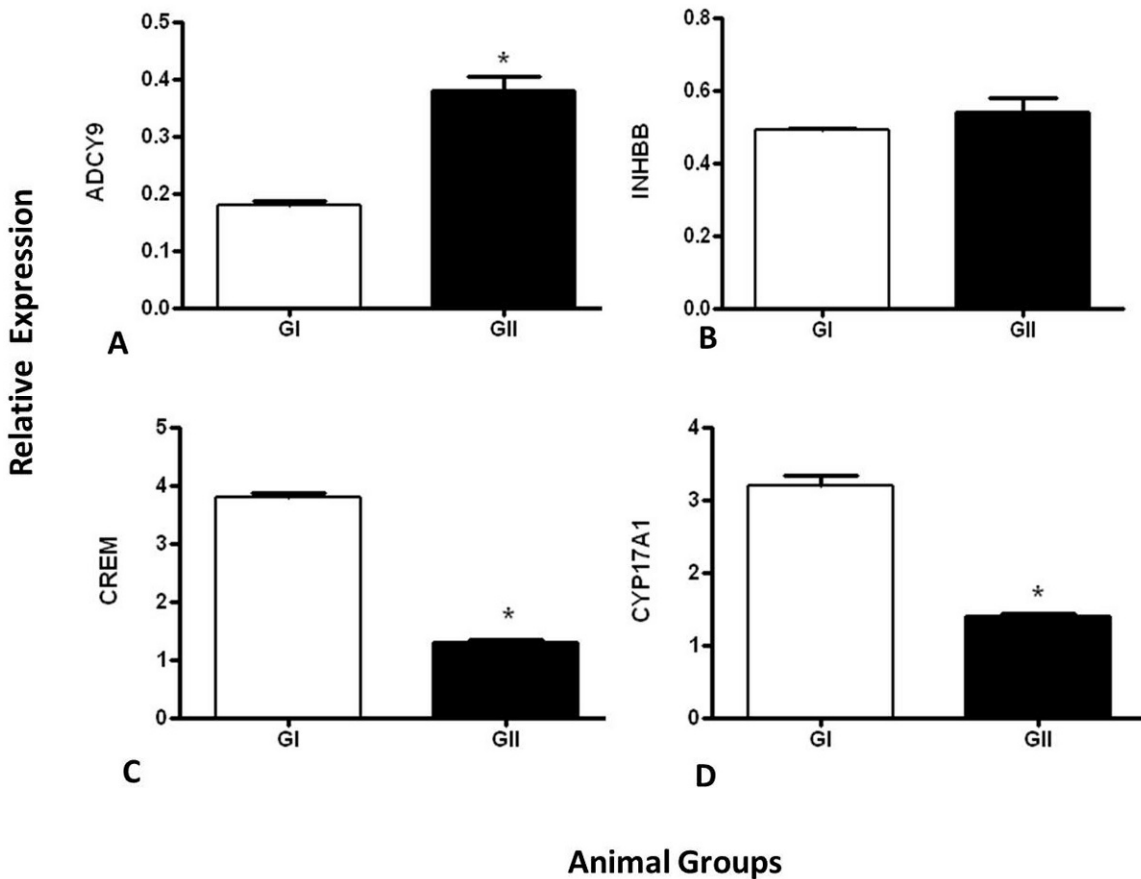 Relative Expression
ADCY9
0.5
0.4
0.3
0.2
0.1
0.0
*
GI
GII
A
INHBB
0.8
0.6
0.4
0.2
0.0
GI
GII
B
CREM
5
4
3
2
1
0
*
GI
GII
C
CYP17A1
4
3
2
1
0
*
GI
GII
D
Animal Groups